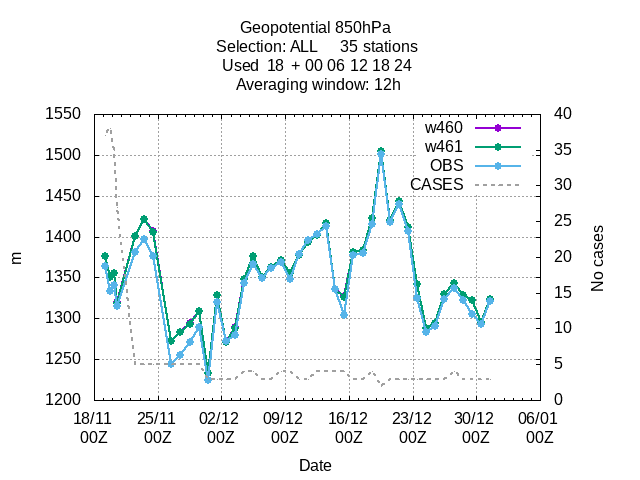 Geopotential 850hPa
Selection: ALL 35 stations
Used 18 + 00 06 12 18 24
Averaging window: 12h
1550 40
1500 35
1450 30
1400 25
1350 20
1300 15
1250 10
1200 5
0
m
No cases
w460
w461
OBS
CASES
18/11 25/11 02/12 09/12 16/12 23/12 30/12 06/01
00Z 00Z 00Z 00Z 00Z 00Z 00Z 00Z
Date